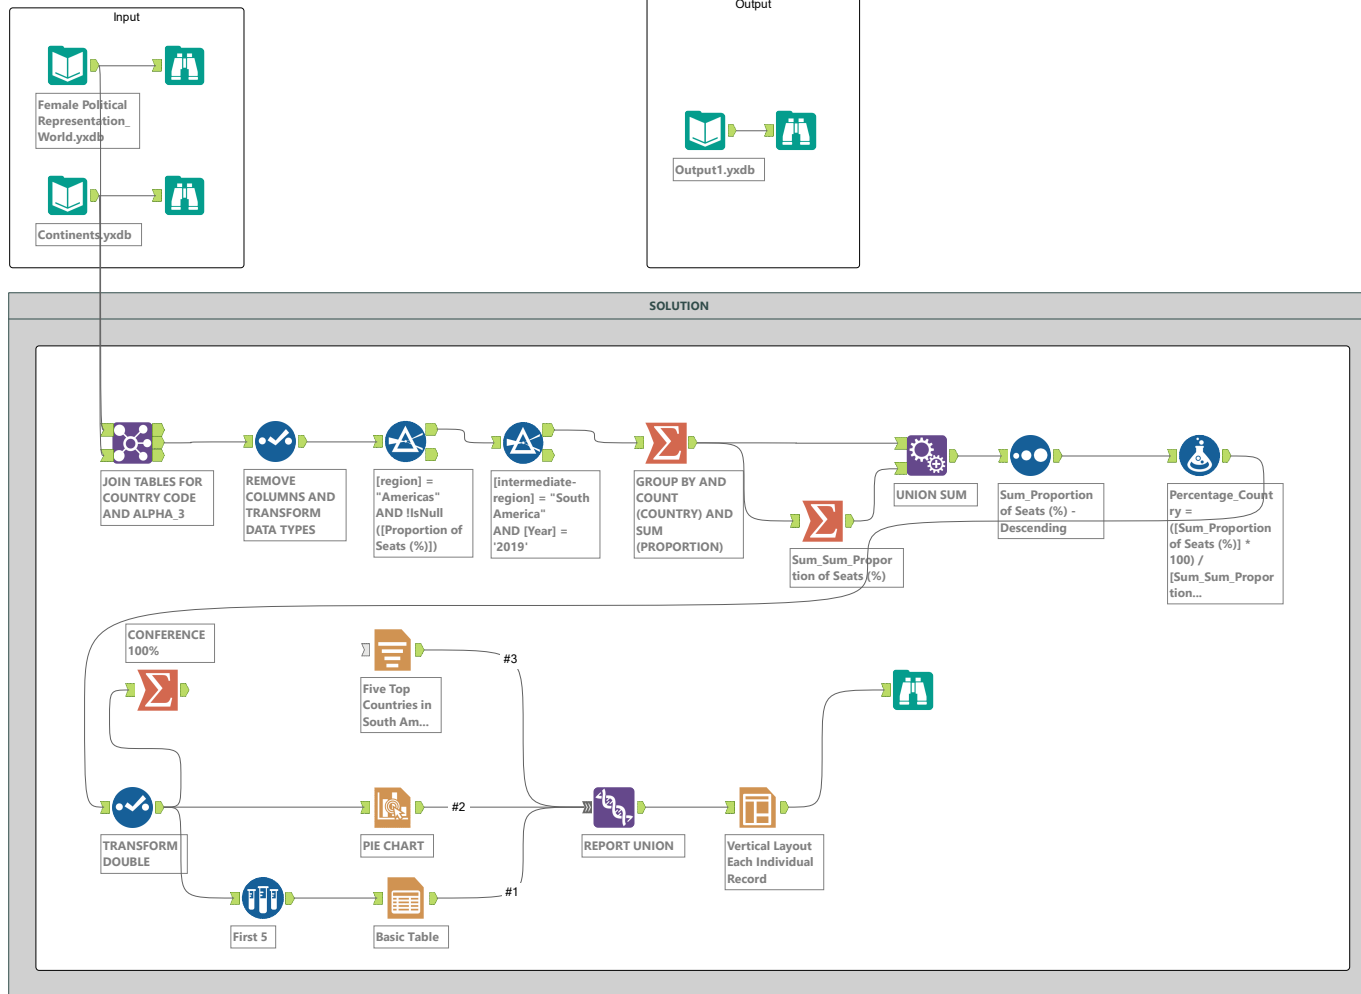 Input
Output
Female Political
Representation_
World.yxdb
Continents.yxdb
Output1.yxdb
SOLUTION
JOIN TABLES FOR
COUNTRY CODE
AND ALPHA_3
REMOVE
COLUMNS AND
TRANSFORM
DATA TYPES
[region] =
"Americas"
AND !IsNull
([Proportion of
Seats (%)])
[intermediate-
region] = "South
America"
AND [Year] =
'2019'
GROUP BY AND
COUNT
(COUNTRY) AND
SUM
(PROPORTION)
Sum_Sum_Propor
tion of Seats (%)
UNION SUM
Sum_Proportion
of Seats (%) -
Descending
Percentage_Count
ry =
([Sum_Proportion
of Seats (%)] *
100) /
[Sum_Sum_Propor
tion...
CONFERENCE
100%
Five Top
Countries in
South Am...
#3
TRANSFORM
DOUBLE
PIE CHART
#2
REPORT UNION
Vertical Layout
Each Individual
Record
First 5
Basic Table
#1